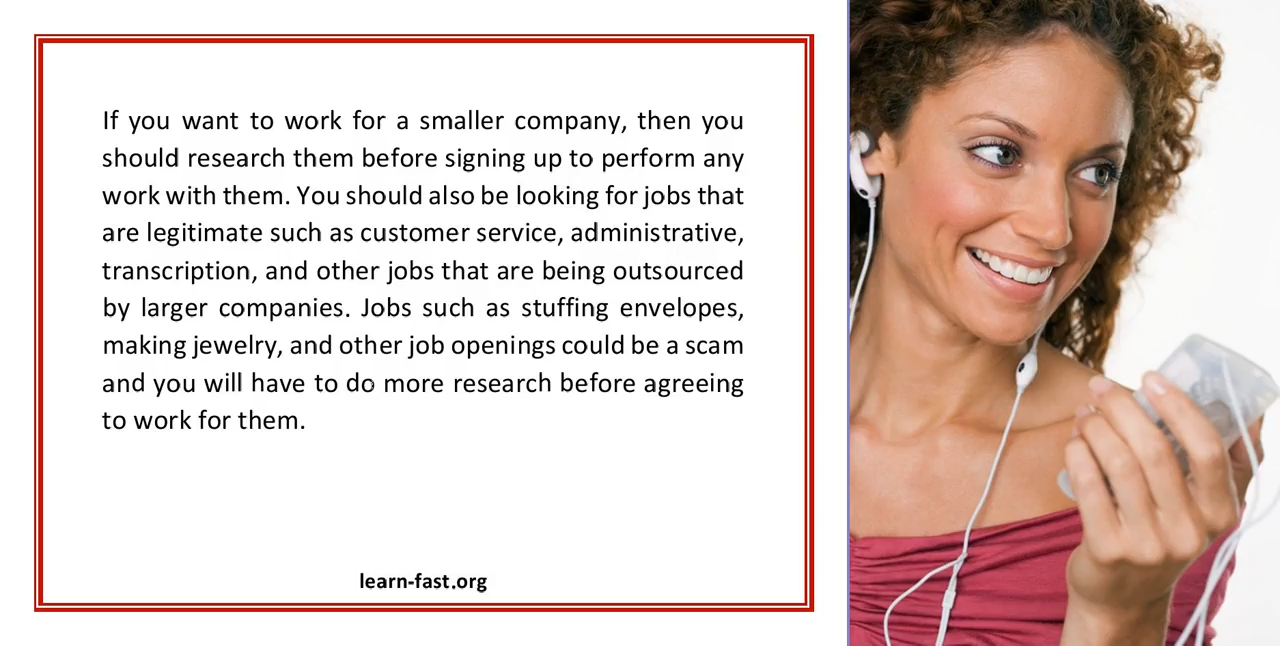 If you want to work for a smaller company, then you
should research them before signing up to perform any
work with them. You should also be looking for jobs that
are legitimate such as customer service, administrative,
transcription, and other jobs that are being outsourced
by larger companies. Jobs such as stuffing envelopes,
making jewelry, and other job openings could be a scam
and you will have to do more research before agreeing
to work for them.
learn-fast.org